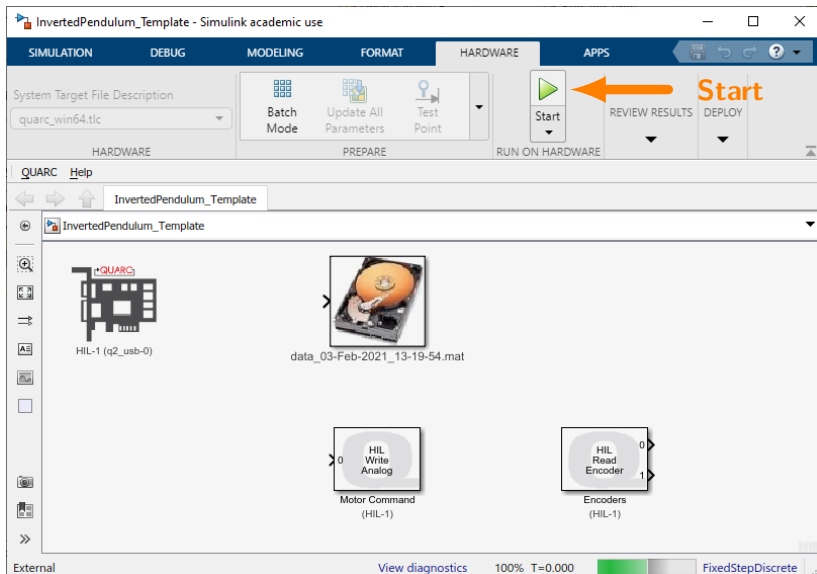 InvertedPendulum_Template - Simulink academic use
SIMULATION DEBUG MODELING FORMAT HARDWARE APPS ?
System Target File Description
quarc_win64.tlc
HARDWARE
Batch Mode
Update All Parameters
Test Point
PREPARE
Start
RUN ON HARDWARE
Start
REVIEW RESULTS
DEPLOY
QUARC Help
InvertedPendulum_Template
InvertedPendulum_Template
QUARC
HIL-1 (q2_usb-0)
data_03-Feb-2021_13-19-54.mat
0
HIL
Write
Analog
Motor Command
(HIL-1)
HIL
Read
Encoder
0
1
Encoders
(HIL-1)
External View diagnostics 100% T=0.000 FixedStepDiscrete